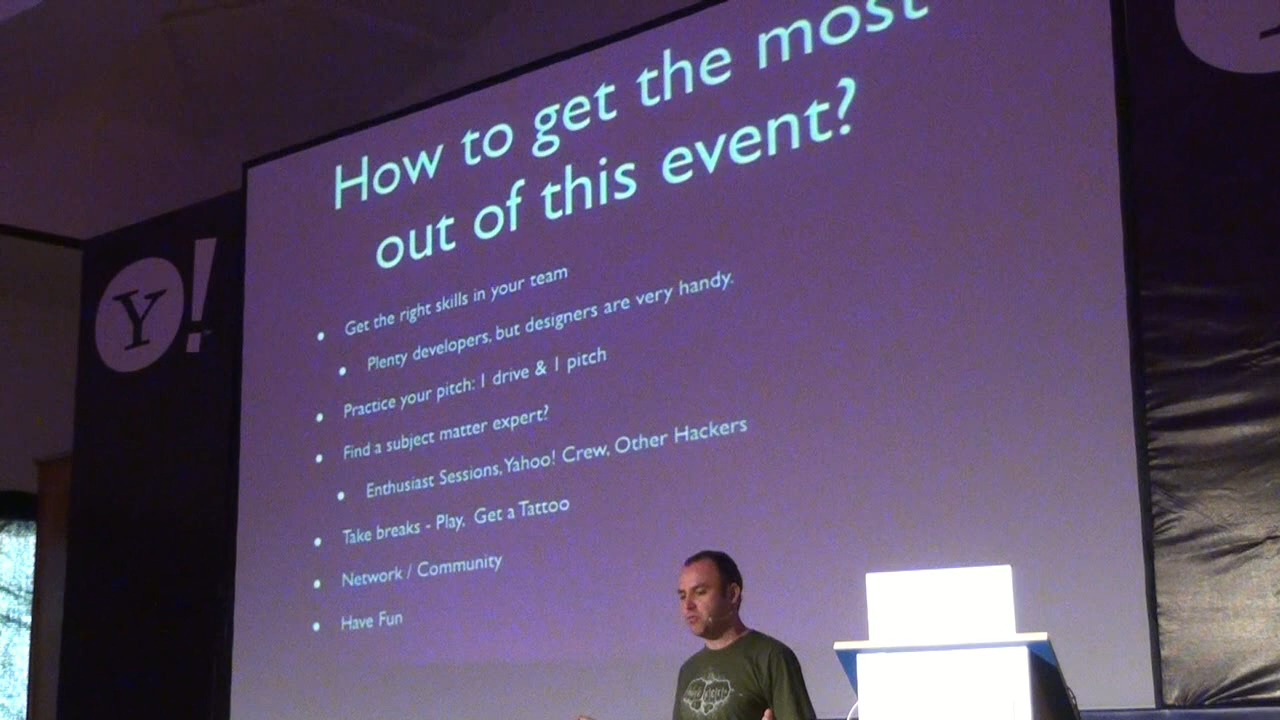 How to get the most
out of this event?
Get the right skills in your team
Plenty developers, but designers are very handy.
Practice your pitch: 1 drive & 1 pitch
Find a subject matter expert?
Enthusiast Sessions, Yahoo! Crew, Other Hackers
Take breaks - Play, Get a Tattoo
Network / Community
Have Fun
Y!